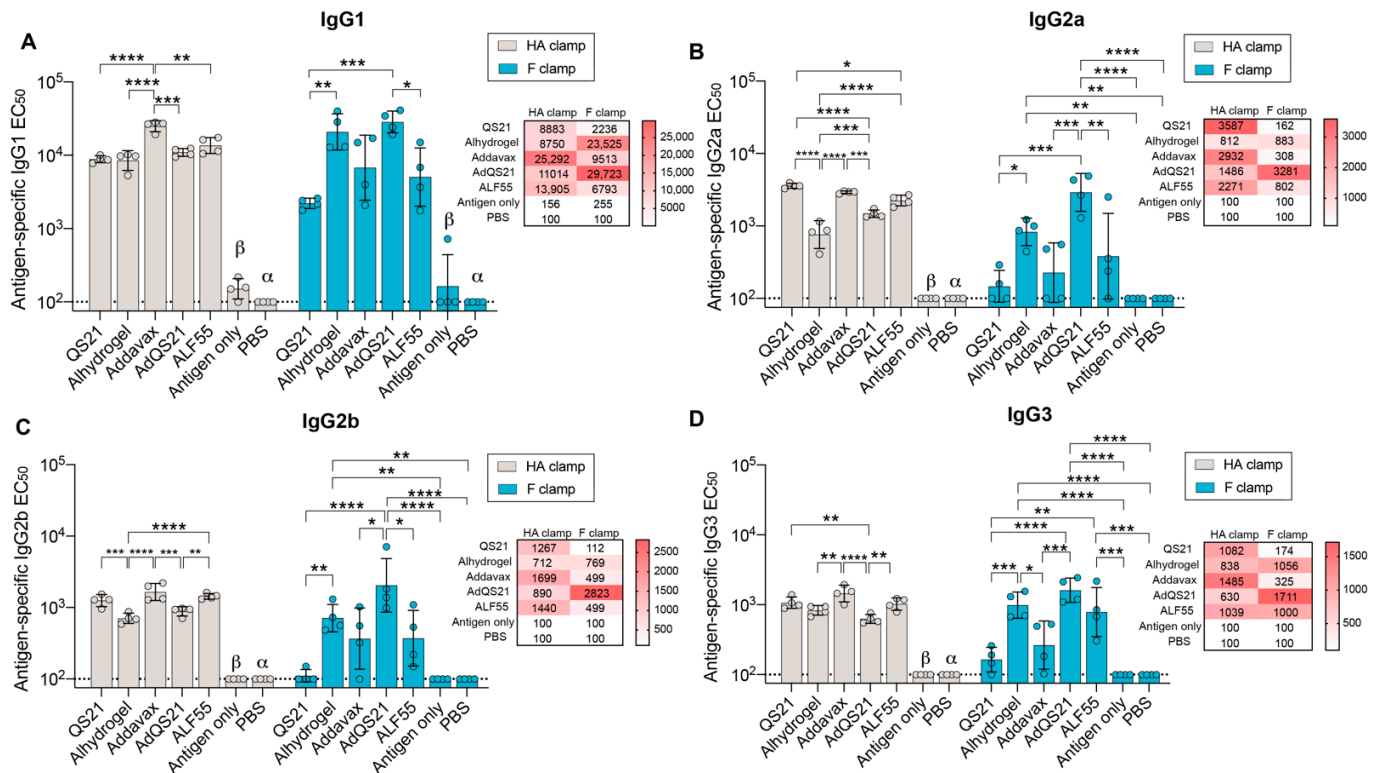 IgG1
A
Antigen-specific IgG1 EC50
10^5
10^4
10^3
10^2
**** **
****
***
***
**
*
β
α
β
α
HA clamp
F clamp
HA clamp F clamp
QS21 8883 2236
Alhydrogel 8750 23,525
Addavax 25,292 9513
AdQS21 11014 29,723
ALF55 13,905 6793
Antigen only 156 255
PBS 100 100
25,000
20,000
15,000
10,000
5000
QS21 Alhydrogel Addavax AdQS21 ALF55 Antigen only PBS QS21 Alhydrogel Addavax AdQS21 ALF55 Antigen only PBS
IgG2a
B
Antigen-specific IgG2a EC50
10^5
10^4
10^3
10^2
*
****
****
***
**** **** ***
****
****
**
**
*** **
***
*
β α
HA clamp
F clamp
HA clamp F clamp
QS21 3587 162
Alhydrogel 812 883
Addavax 2932 308
AdQS21 1486 3281
ALF55 2271 802
Antigen only 100 100
PBS 100 100
3000
2000
1000
QS21 Alhydrogel Addavax AdQS21 ALF55 Antigen only PBS QS21 Alhydrogel Addavax AdQS21 ALF55 Antigen only PBS
IgG2b
C
Antigen-specific IgG2b EC50
10^5
10^4
10^3
10^2
****
*** **** *** **
**
**
****
**** ****
* *
**
β α
HA clamp
F clamp
HA clamp F clamp
QS21 1267 112
Alhydrogel 712 769
Addavax 1699 499
AdQS21 890 2823
ALF55 1440 499
Antigen only 100 100
PBS 100 100
2500
2000
1500
1000
500
QS21 Alhydrogel Addavax AdQS21 ALF55 Antigen only PBS QS21 Alhydrogel Addavax AdQS21 ALF55 Antigen only PBS
IgG3
D
Antigen-specific IgG3 EC50
10^5
10^4
10^3
10^2
**
** **** **
****
****
****
****
**
**** ***
*** ***
*** *
β α
HA clamp
F clamp
HA clamp F clamp
QS21 1082 174
Alhydrogel 838 1056
Addavax 1485 325
AdQS21 630 1711
ALF55 1039 1000
Antigen only 100 100
PBS 100 100
1500
1000
500
QS21 Alhydrogel Addavax AdQS21 ALF55 Antigen only PBS QS21 Alhydrogel Addavax AdQS21 ALF55 Antigen only PBS